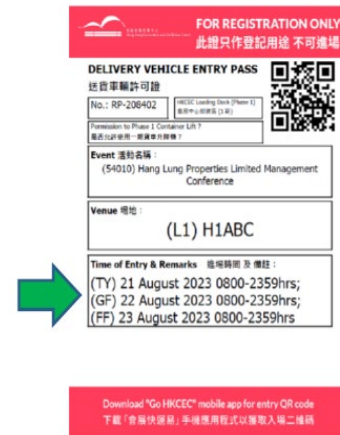 FOR REGISTRATION ONLY
此證只作登記用途 不可進場
DELIVERY VEHICLE ENTRY PASS
送貨車輛許可證
No.: RP-208402
HKCEC Loading Dock (Phase 1)
Permission to Phase 1 Container Lift ?
Event 活動名稱 :
(54010) Hang Lung Properties Limited Management
Conference
Venue 場地 :
(L1) H1ABC
Time of Entry & Remarks 進場時間 及 備註 :
(TY) 21 August 2023 0800-2359hrs;
(GF) 22 August 2023 0800-2359hrs;
(FF) 23 August 2023 0800-2359hrs
Download "Go HKCEC" mobile app for entry QR code
下載「會展快運易」手機應用程式以獲取入場二維碼